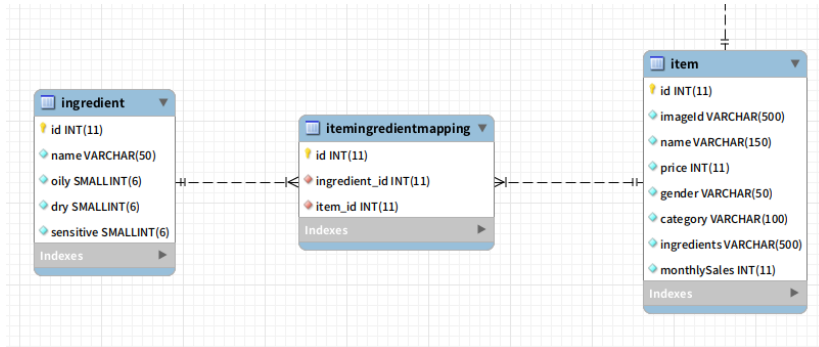 ingredient
id INT(11)
name VARCHAR(50)
oily SMALLINT(6)
dry SMALLINT(6)
sensitive SMALLINT(6)
Indexes
itemingredientmapping
id INT(11)
ingredient_id INT(11)
item_id INT(11)
Indexes
item
id INT(11)
imageId VARCHAR(500)
name VARCHAR(150)
price INT(11)
gender VARCHAR(50)
category VARCHAR(100)
ingredients VARCHAR(500)
monthlySales INT(11)
Indexes